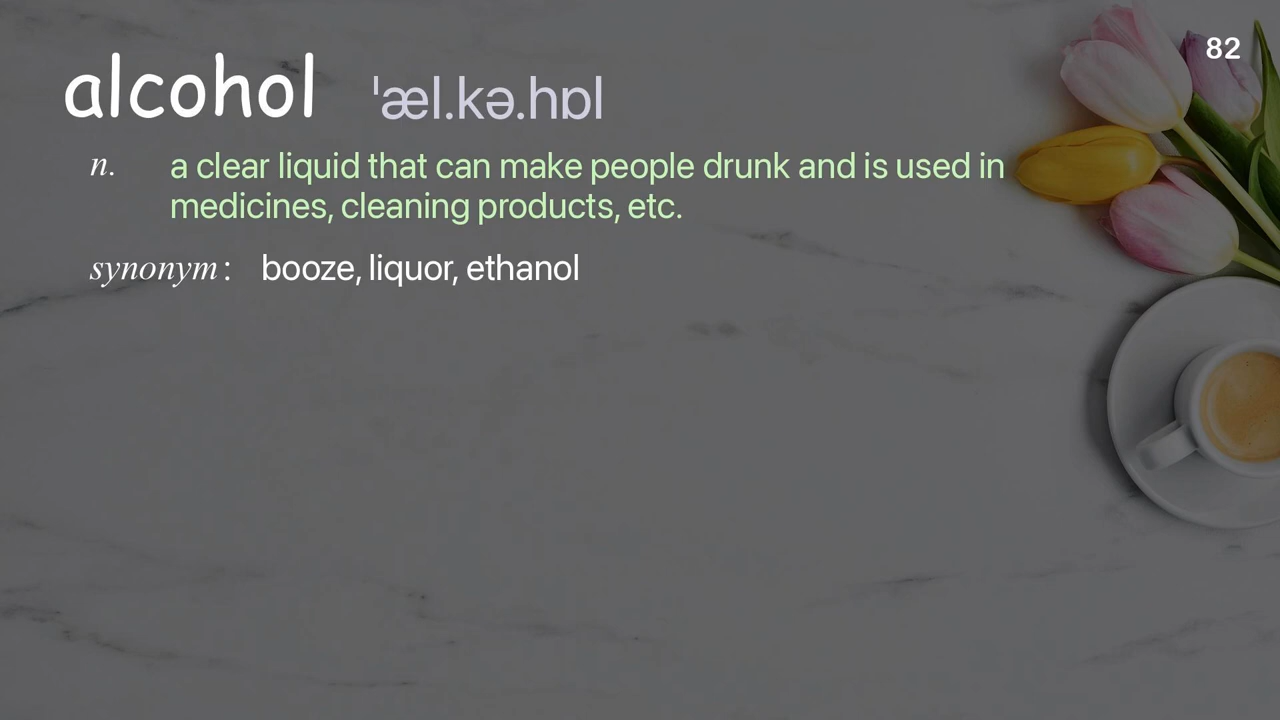 82
alcohol ˈæl.kə.hɒl
n. a clear liquid that can make people drunk and is used in
medicines, cleaning products, etc.
synonym: booze, liquor, ethanol